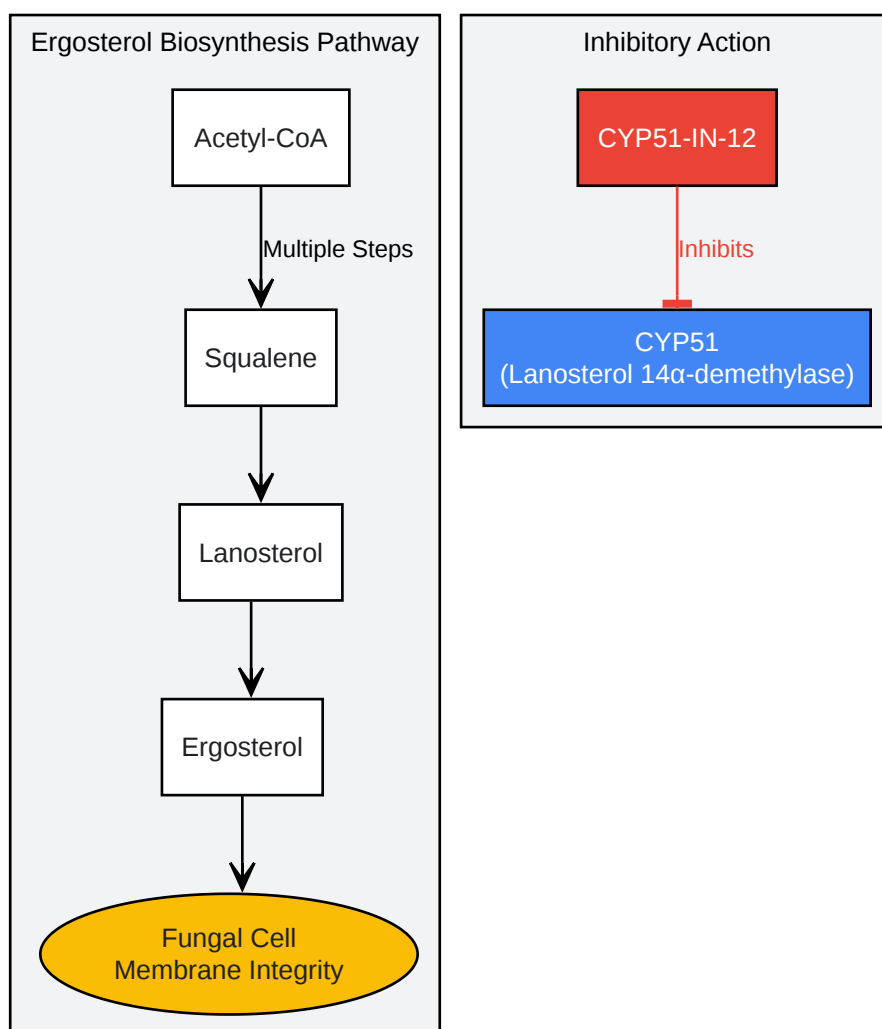 Ergosterol Biosynthesis Pathway
Acetyl-CoA
Multiple Steps
Squalene
Lanosterol
Ergosterol
Fungal Cell
Membrane Integrity
Inhibitory Action
CYP51-IN-12
Inhibits
CYP51
(Lanosterol 14α-demethylase)